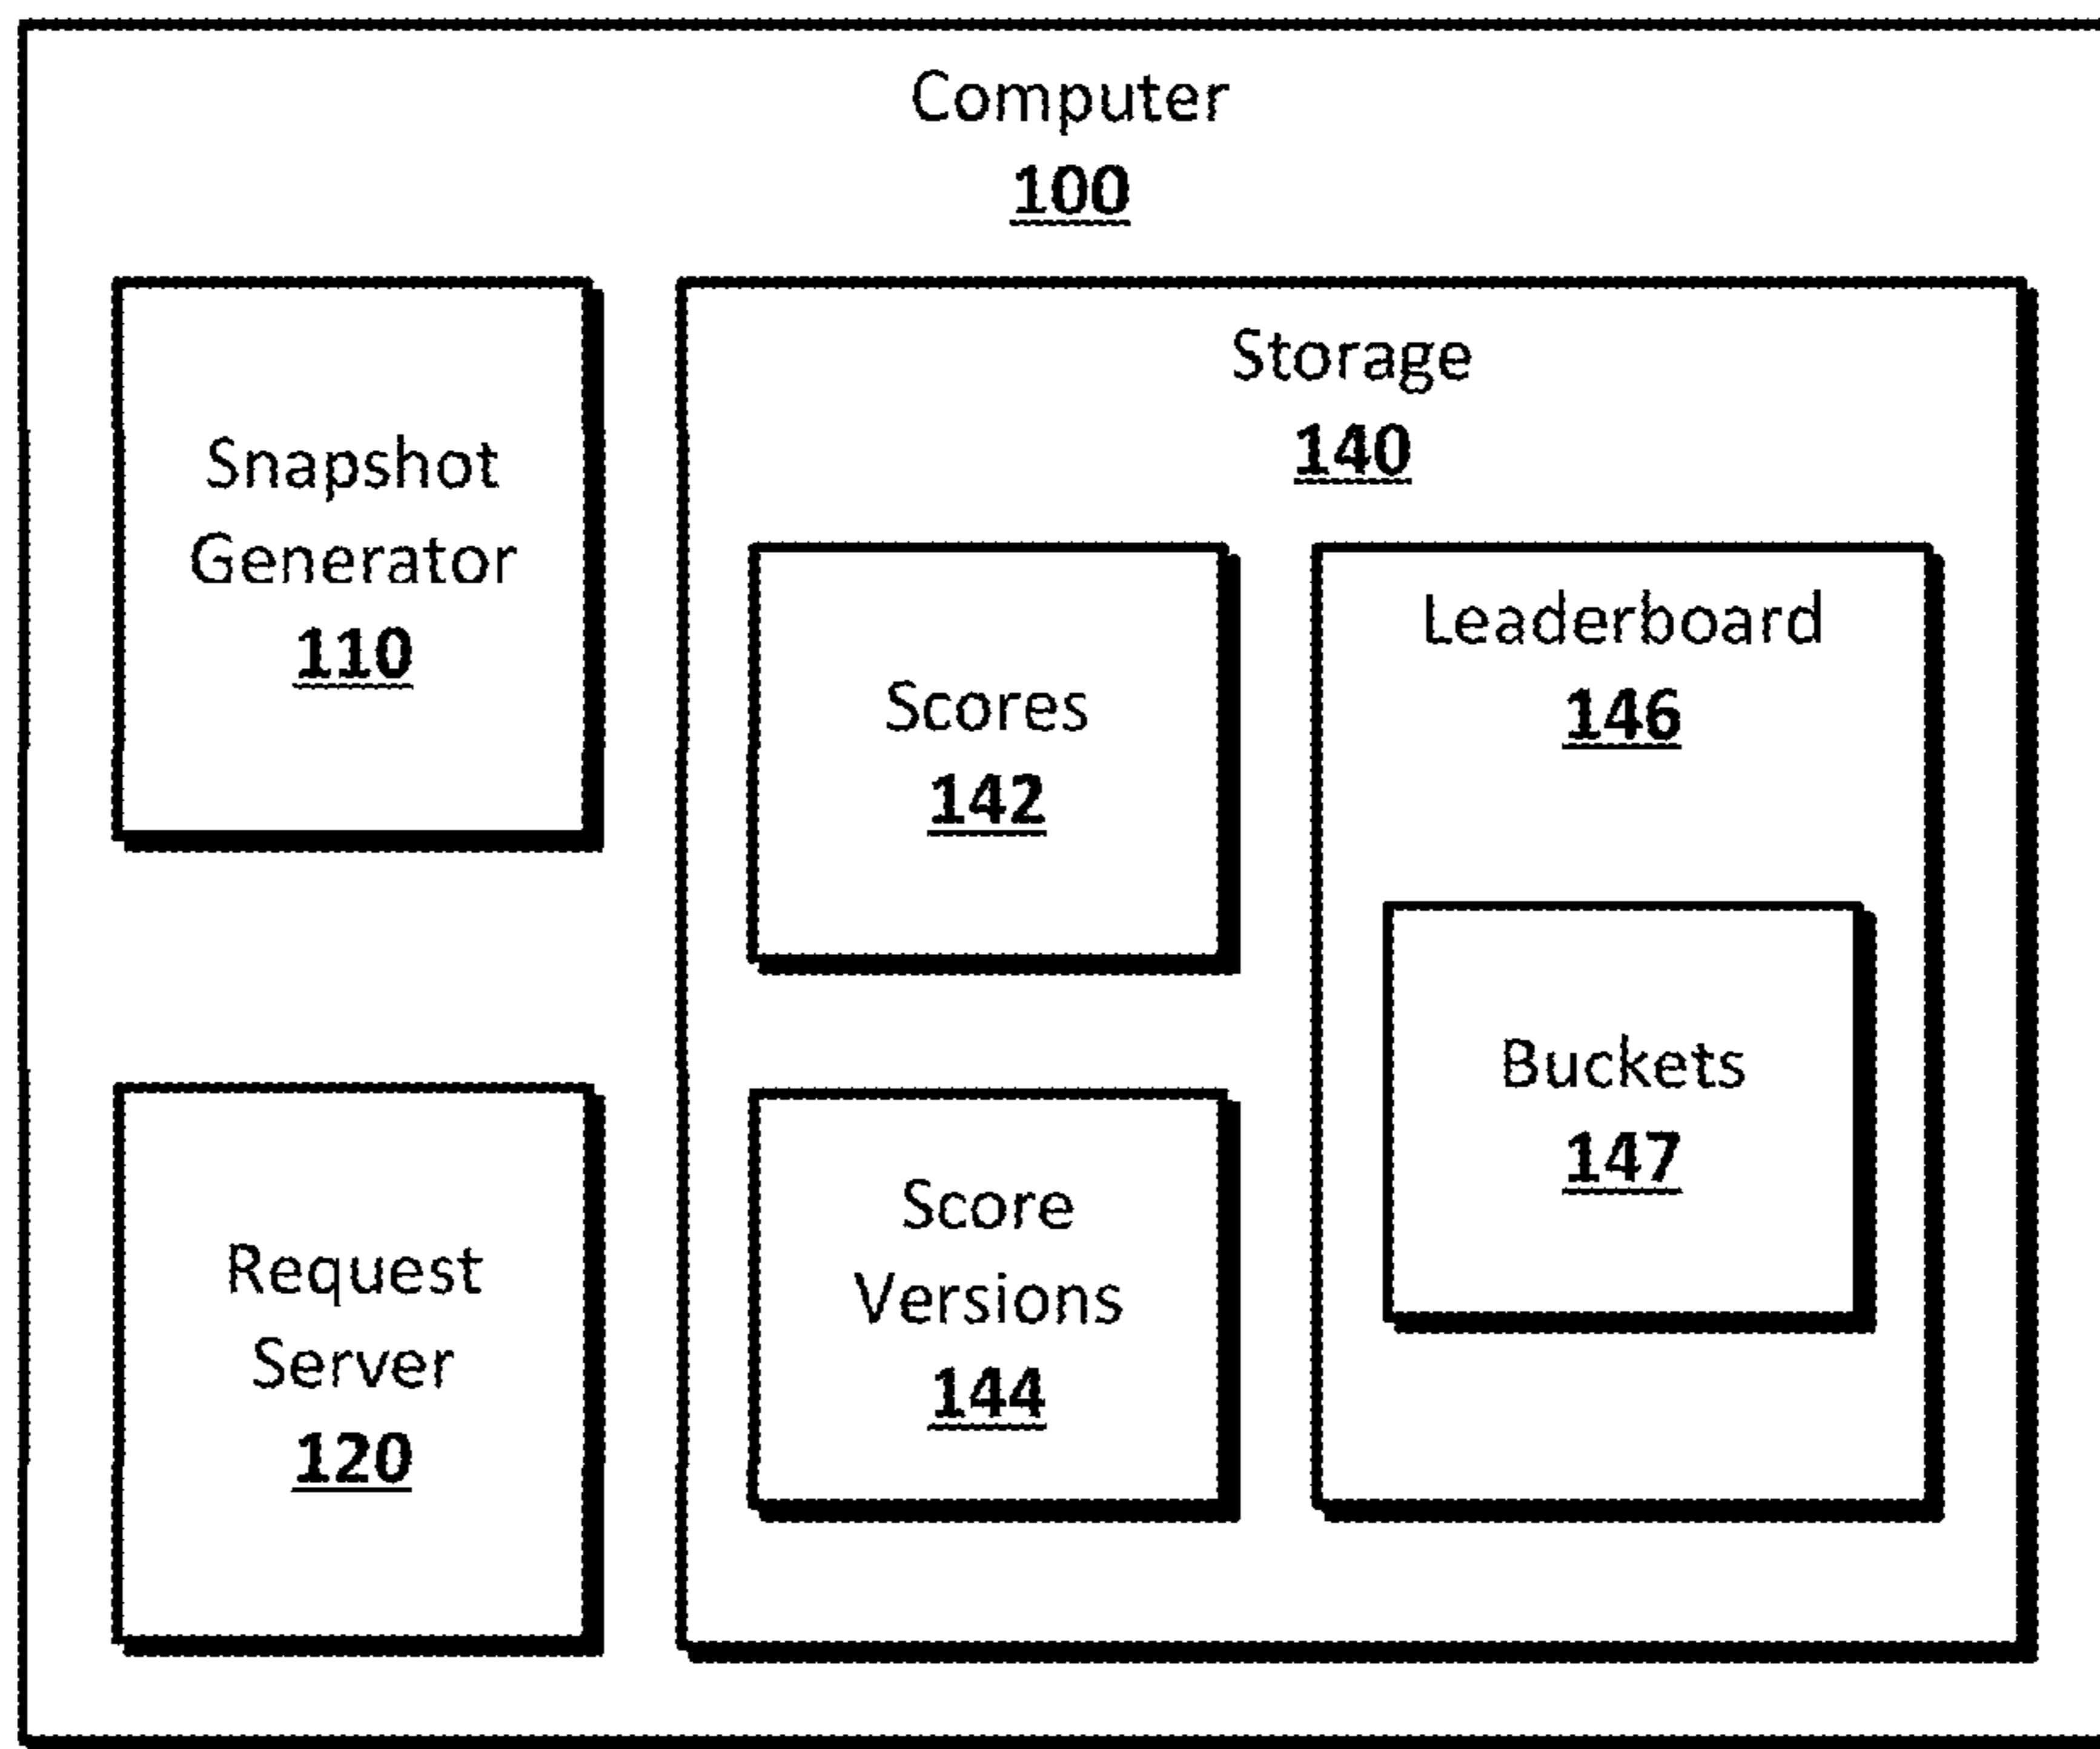 Computer
100
Snapshot
Generator
110
Request
Server
120
Storage
140
Scores
142
Score
Versions
144
Leaderboard
146
Buckets
147